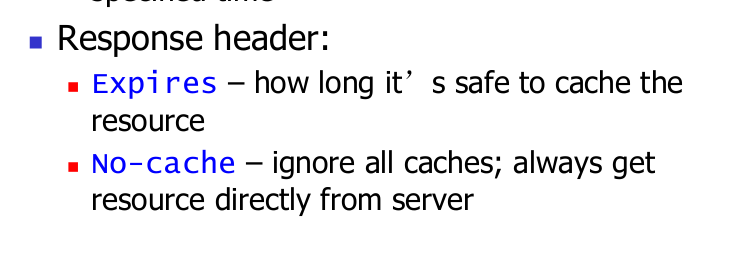 Response header:
Expires – how long it’s safe to cache the
resource
No-cache – ignore all caches; always get
resource directly from server